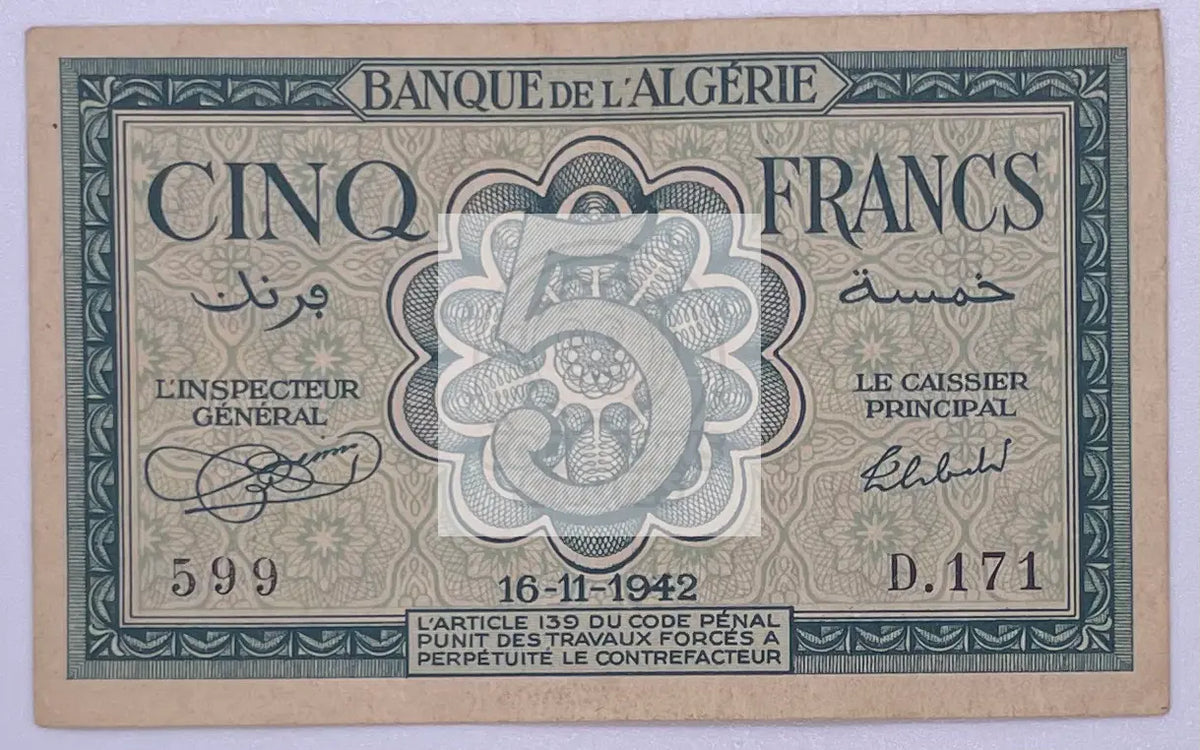 BANQUE DE L'ALGÉRIE
CINQ FRANCS
5
فرنك خمسة
L'INSPECTEUR
GÉNÉRAL
LE CAISSIER
PRINCIPAL
599
D.171
16-11-1942
L'ARTICLE 139 DU CODE PÉNAL
PUNIT DES TRAVAUX FORCÉS A
PERPÉTUITÉ LE CONTREFACTEUR